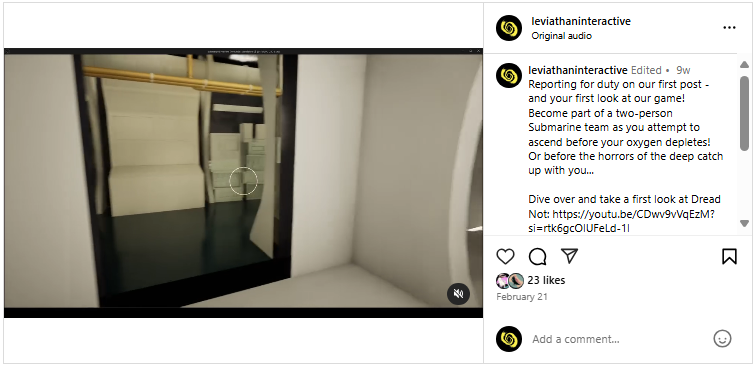 leviathaninteractive
Original audio
leviathaninteractive Edited • 9w
Reporting for duty on our first post -
and your first look at our game!
Become part of a two-person
Submarine team as you attempt to
ascend before your oxygen depletes!
Or before the horrors of the deep catch
up with you...
Dive over and take a first look at Dread
Not: https://youtu.be/CDwv9vVqEzM?
23 likes
February 21
Add a comment...